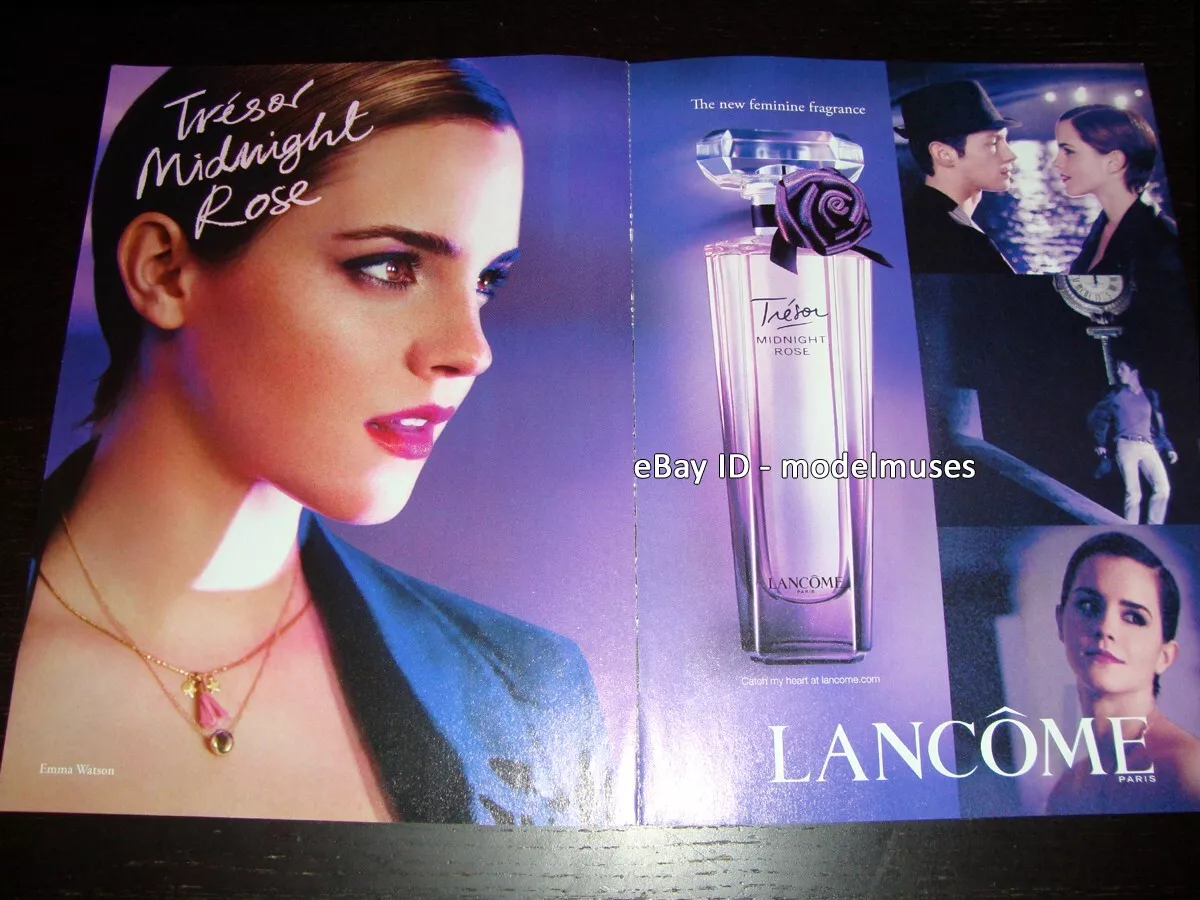 Trésor
Midnight
Rose
Emma Watson
The new feminine fragrance
Trésor
MIDNIGHT
ROSE
LANCÔME
PARIS
Catch my heart at lancome.com
LANCÔME
PARIS
eBay ID - modelmuses